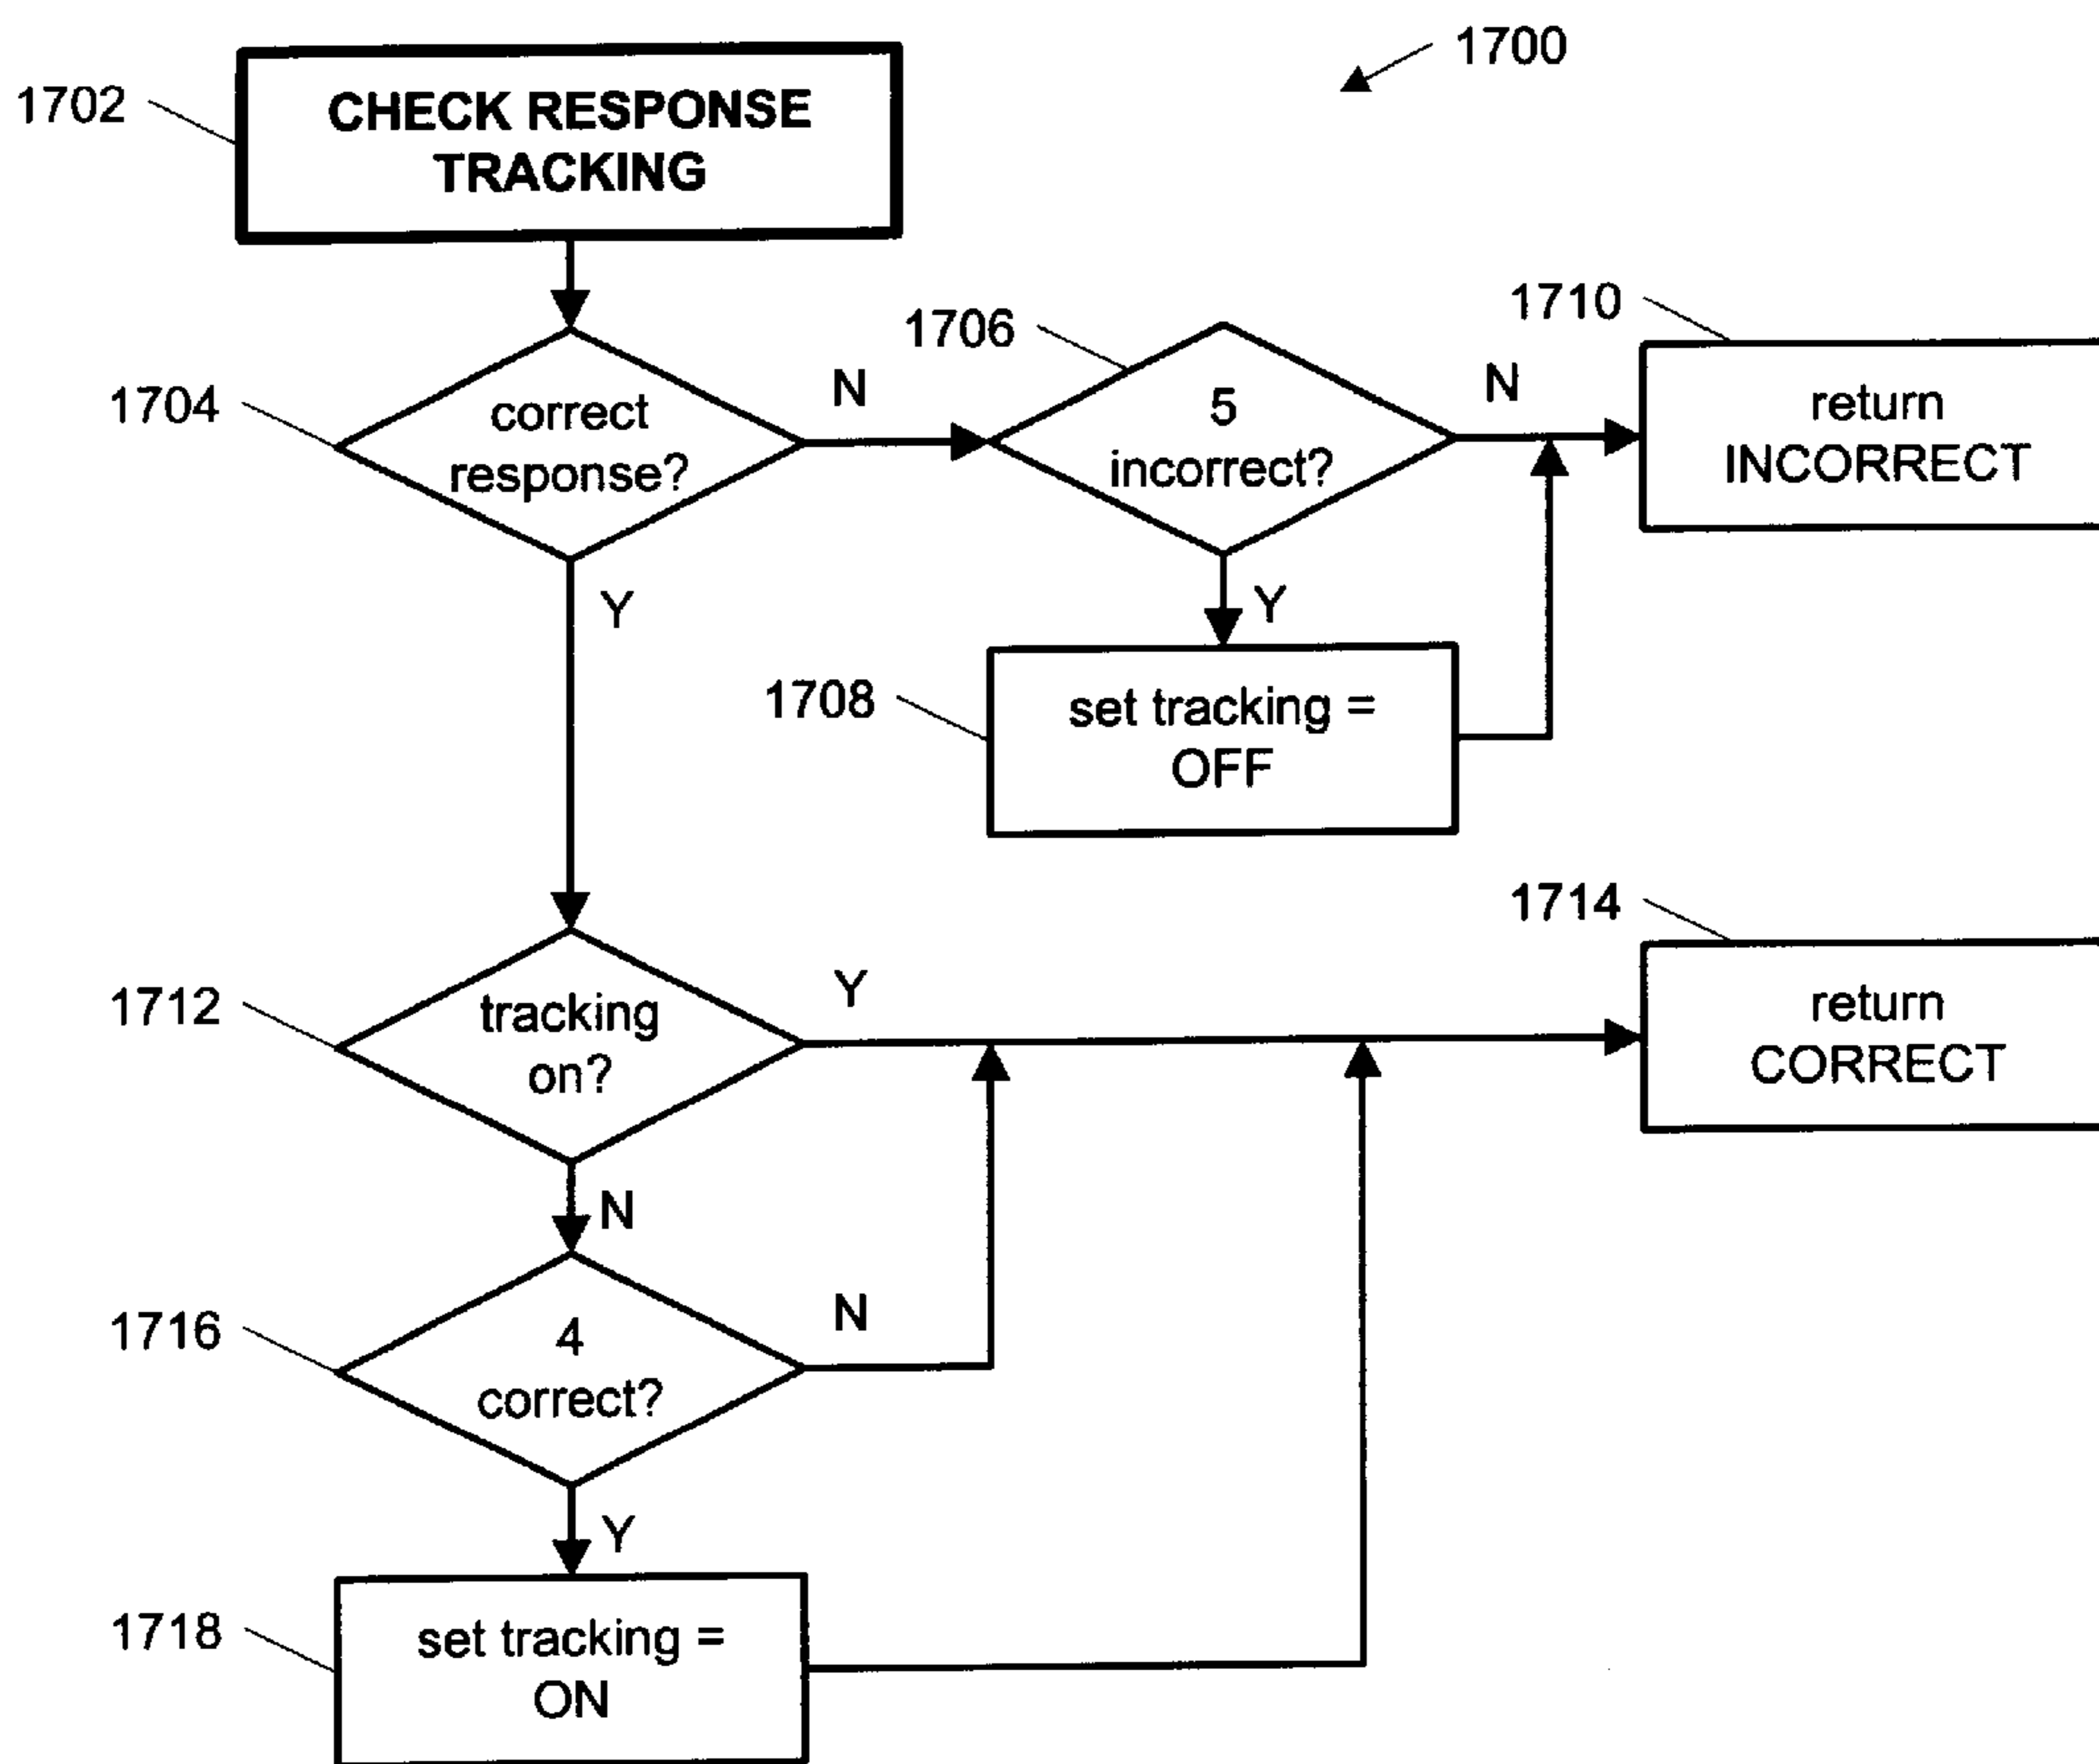 1700
1702
CHECK RESPONSE
TRACKING
1704
correct
response?
N
1706
5
incorrect?
N
1710
return
INCORRECT
Y
Y
1708
set tracking =
OFF
1712
tracking
on?
Y
1714
return
CORRECT
N
1716
4
correct?
N
Y
1718
set tracking =
ON